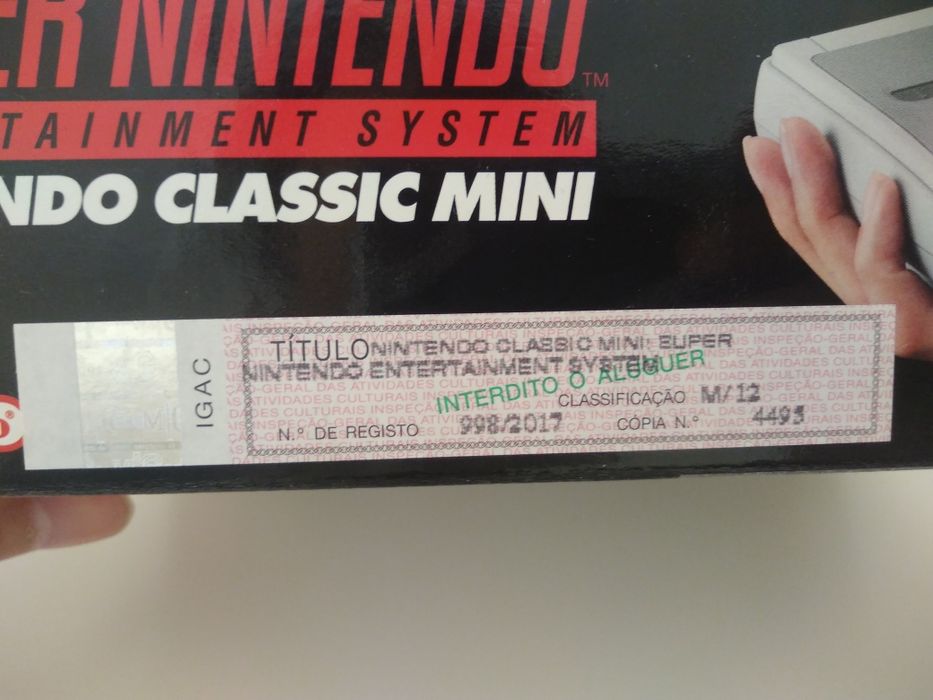 ER NINTENDO™
TAINMENT SYSTEM
NDO CLASSIC MINI
IGAC
TÍTULO NINTENDO CLASSIC MINI: SUPER
NINTENDO ENTERTAINMENT SYSTEM
INTERDITO O ALUGUER
CLASSIFICAÇÃO M/12
N.º DE REGISTO 998/2017 CÓPIA N.º 4495